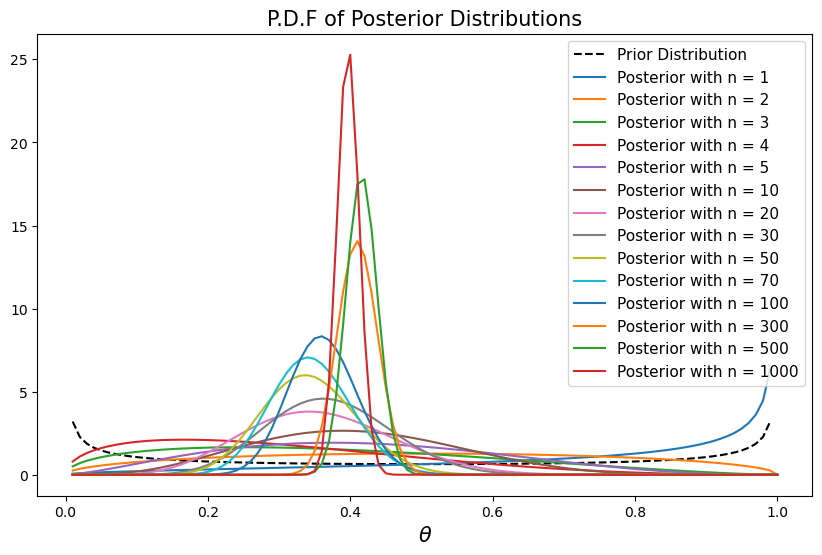 P.D.F of Posterior Distributions
25
20
15
10
5
0
0.0
0.2
0.4
0.6
0.8
1.0
θ
Prior Distribution
Posterior with n = 1
Posterior with n = 2
Posterior with n = 3
Posterior with n = 4
Posterior with n = 5
Posterior with n = 10
Posterior with n = 20
Posterior with n = 30
Posterior with n = 50
Posterior with n = 70
Posterior with n = 100
Posterior with n = 300
Posterior with n = 500
Posterior with n = 1000